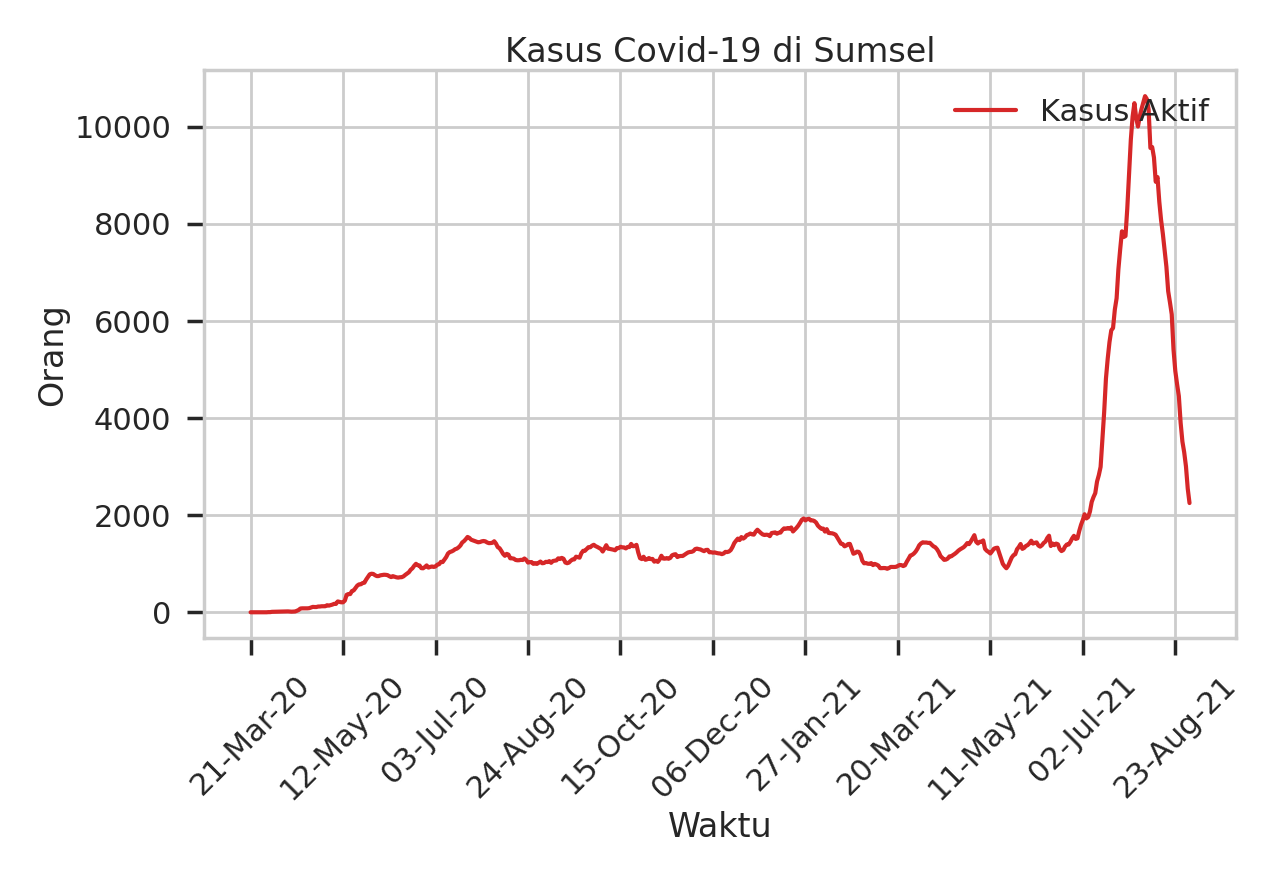 Kasus Covid-19 di Sumsel
Kasus Aktif
10000
8000
6000
4000
2000
0
Orang
21-Mar-20
12-May-20
03-Jul-20
24-Aug-20
15-Oct-20
06-Dec-20
27-Jan-21
20-Mar-21
11-May-21
02-Jul-21
23-Aug-21
Waktu